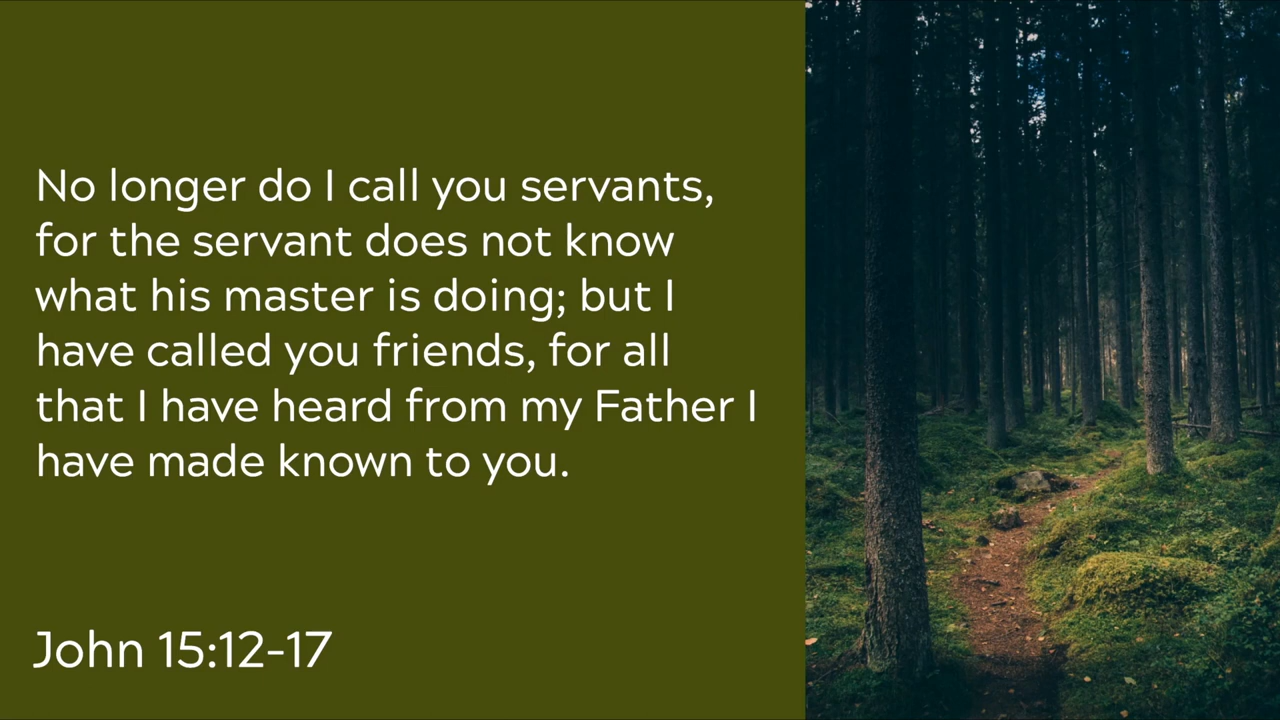 No longer do I call you servants,
for the servant does not know
what his master is doing; but I
have called you friends, for all
that I have heard from my Father I
have made known to you.
John 15:12-17